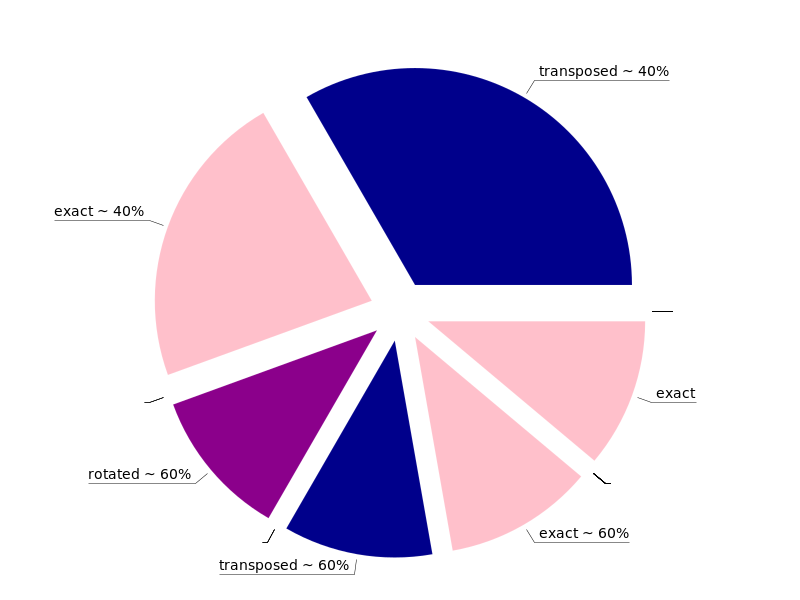 transposed ~ 40%
exact ~ 40%
exact
rotated ~ 60%
exact ~ 60%
transposed ~ 60%